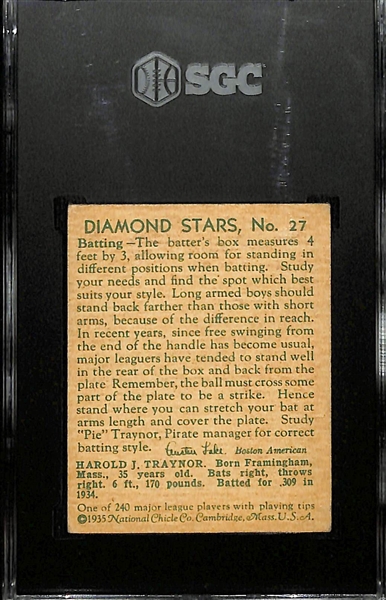 SGC
DIAMOND STARS, No. 27
Batting—The batter's box measures 4
feet by 3, allowing room for standing in
different positions when batting. Study
your needs and find the spot which best
suits your style. Long armed boys should
stand back farther than those with short
arms, because of the difference in reach.
In recent years, since free swinging from
the end of the handle has become usual,
major leaguers have tended to stand well
in the rear of the box and back from the
plate Remember, the ball must cross some
part of the plate to be a strike. Hence
stand where you can stretch your bat at
arms length and cover the plate. Study
"Pie" Traynor, Pirate manager for correct
batting style. Austen Lake, Boston American
HAROLD J. TRAYNOR. Born Framingham,
Mass., 35 years old. Bats right, throws
right. 6 ft., 170 pounds. Batted for .309 in
1934.
One of 240 major league players with playing tips
©1935 National Chicle Co. Cambridge, Mass. U.S.A.